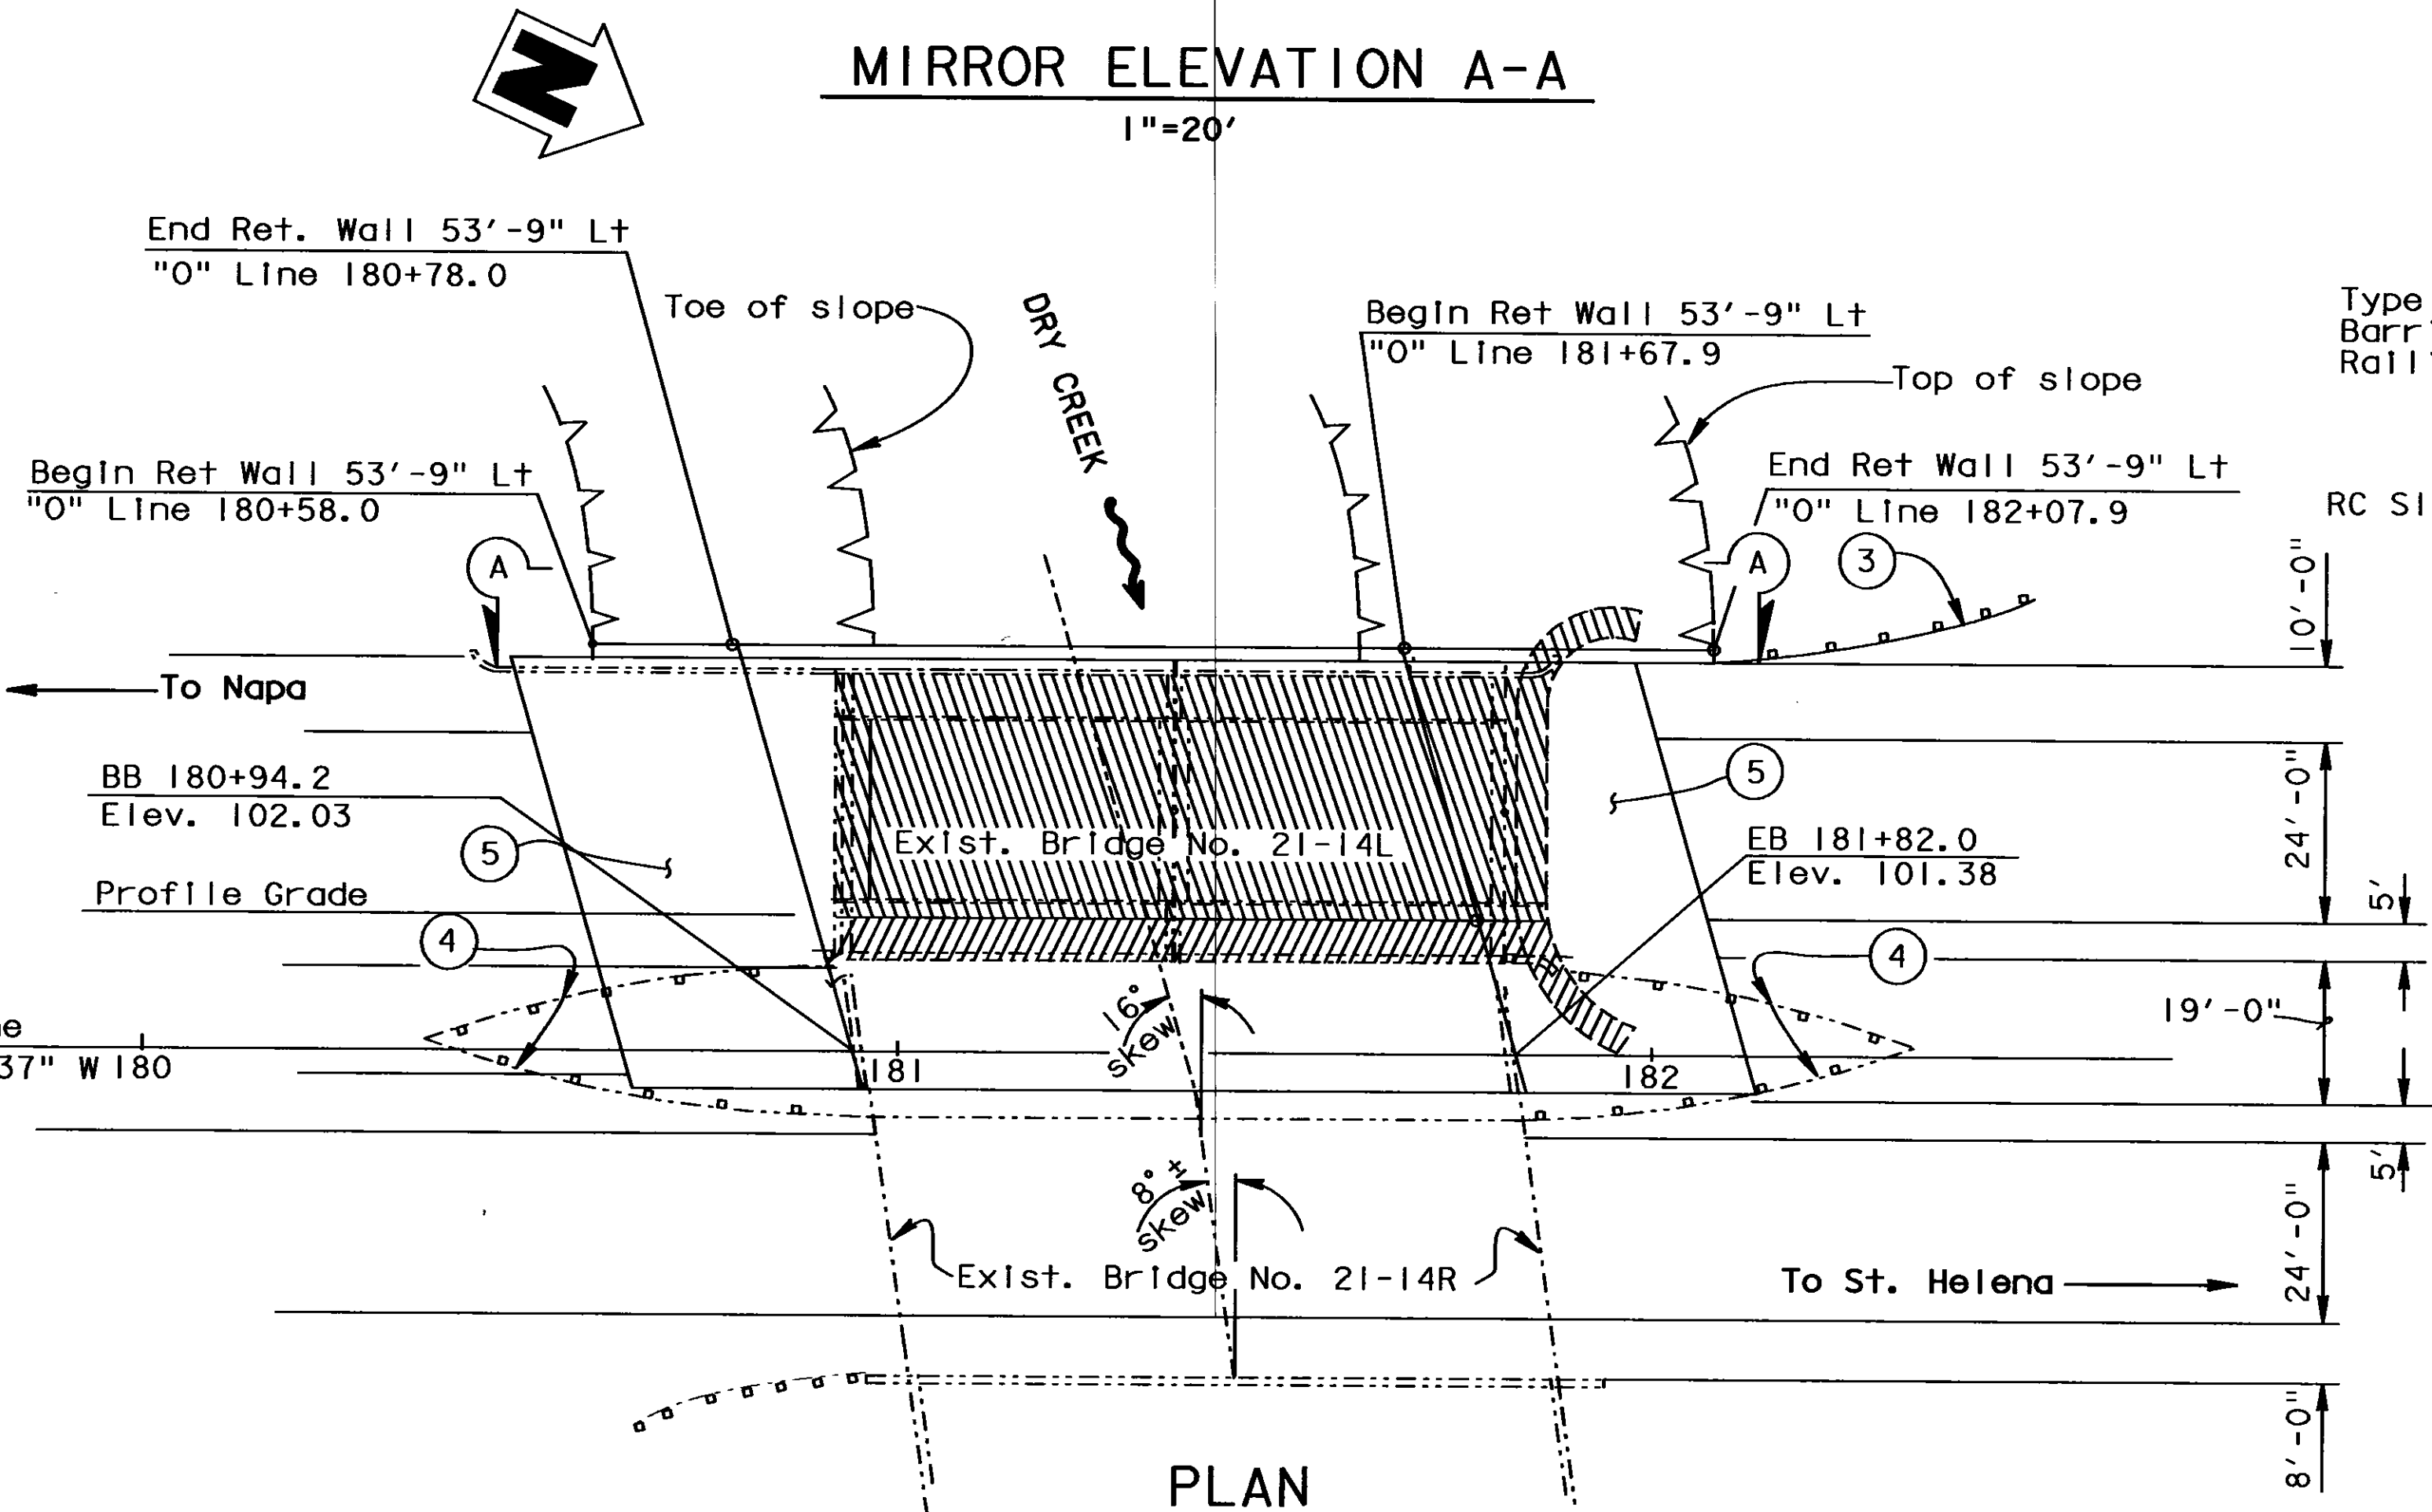 N
MIRROR ELEVATION A-A
1"=20'
End Ret. Wall 53'-9" Lt
"O" Line 180+78.0
Toe of slope
DRY CREEK
Begin Ret Wall 53'-9" Lt
"O" Line 181+67.9
Top of slope
Type
Barr
Rail
Begin Ret Wall 53'-9" Lt
"O" Line 180+58.0
End Ret Wall 53'-9" Lt
"O" Line 182+07.9
RC Sl
A
A
3
10'-0"
To Napa
BB 180+94.2
Elev. 102.03
5
5
24'-0"
Exist. Bridge No. 21-14L
EB 181+82.0
Elev. 101.38
Profile Grade
5'
4
4
16°
skew
19'-0"
37" W 180
181
182
8°±
skew
5'
Exist. Bridge No. 21-14R
To St. Helena
24'-0"
8'-0"
PLAN